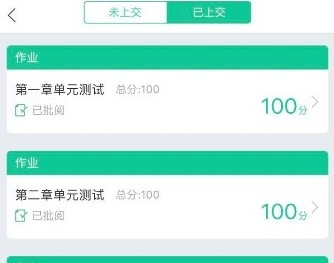 未上交 已上交
作业
第一章单元测试 总分:100
已批阅
100分
作业
第二章单元测试 总分:100
已批阅
100分